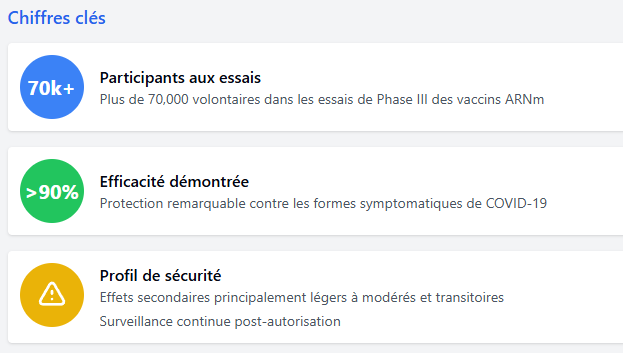 Chiffres clés
70k+
Participants aux essais
Plus de 70,000 volontaires dans les essais de Phase III des vaccins ARNm
>90%
Efficacité démontrée
Protection remarquable contre les formes symptomatiques de COVID-19
Profil de sécurité
Effets secondaires principalement légers à modérés et transitoires
Surveillance continue post-autorisation